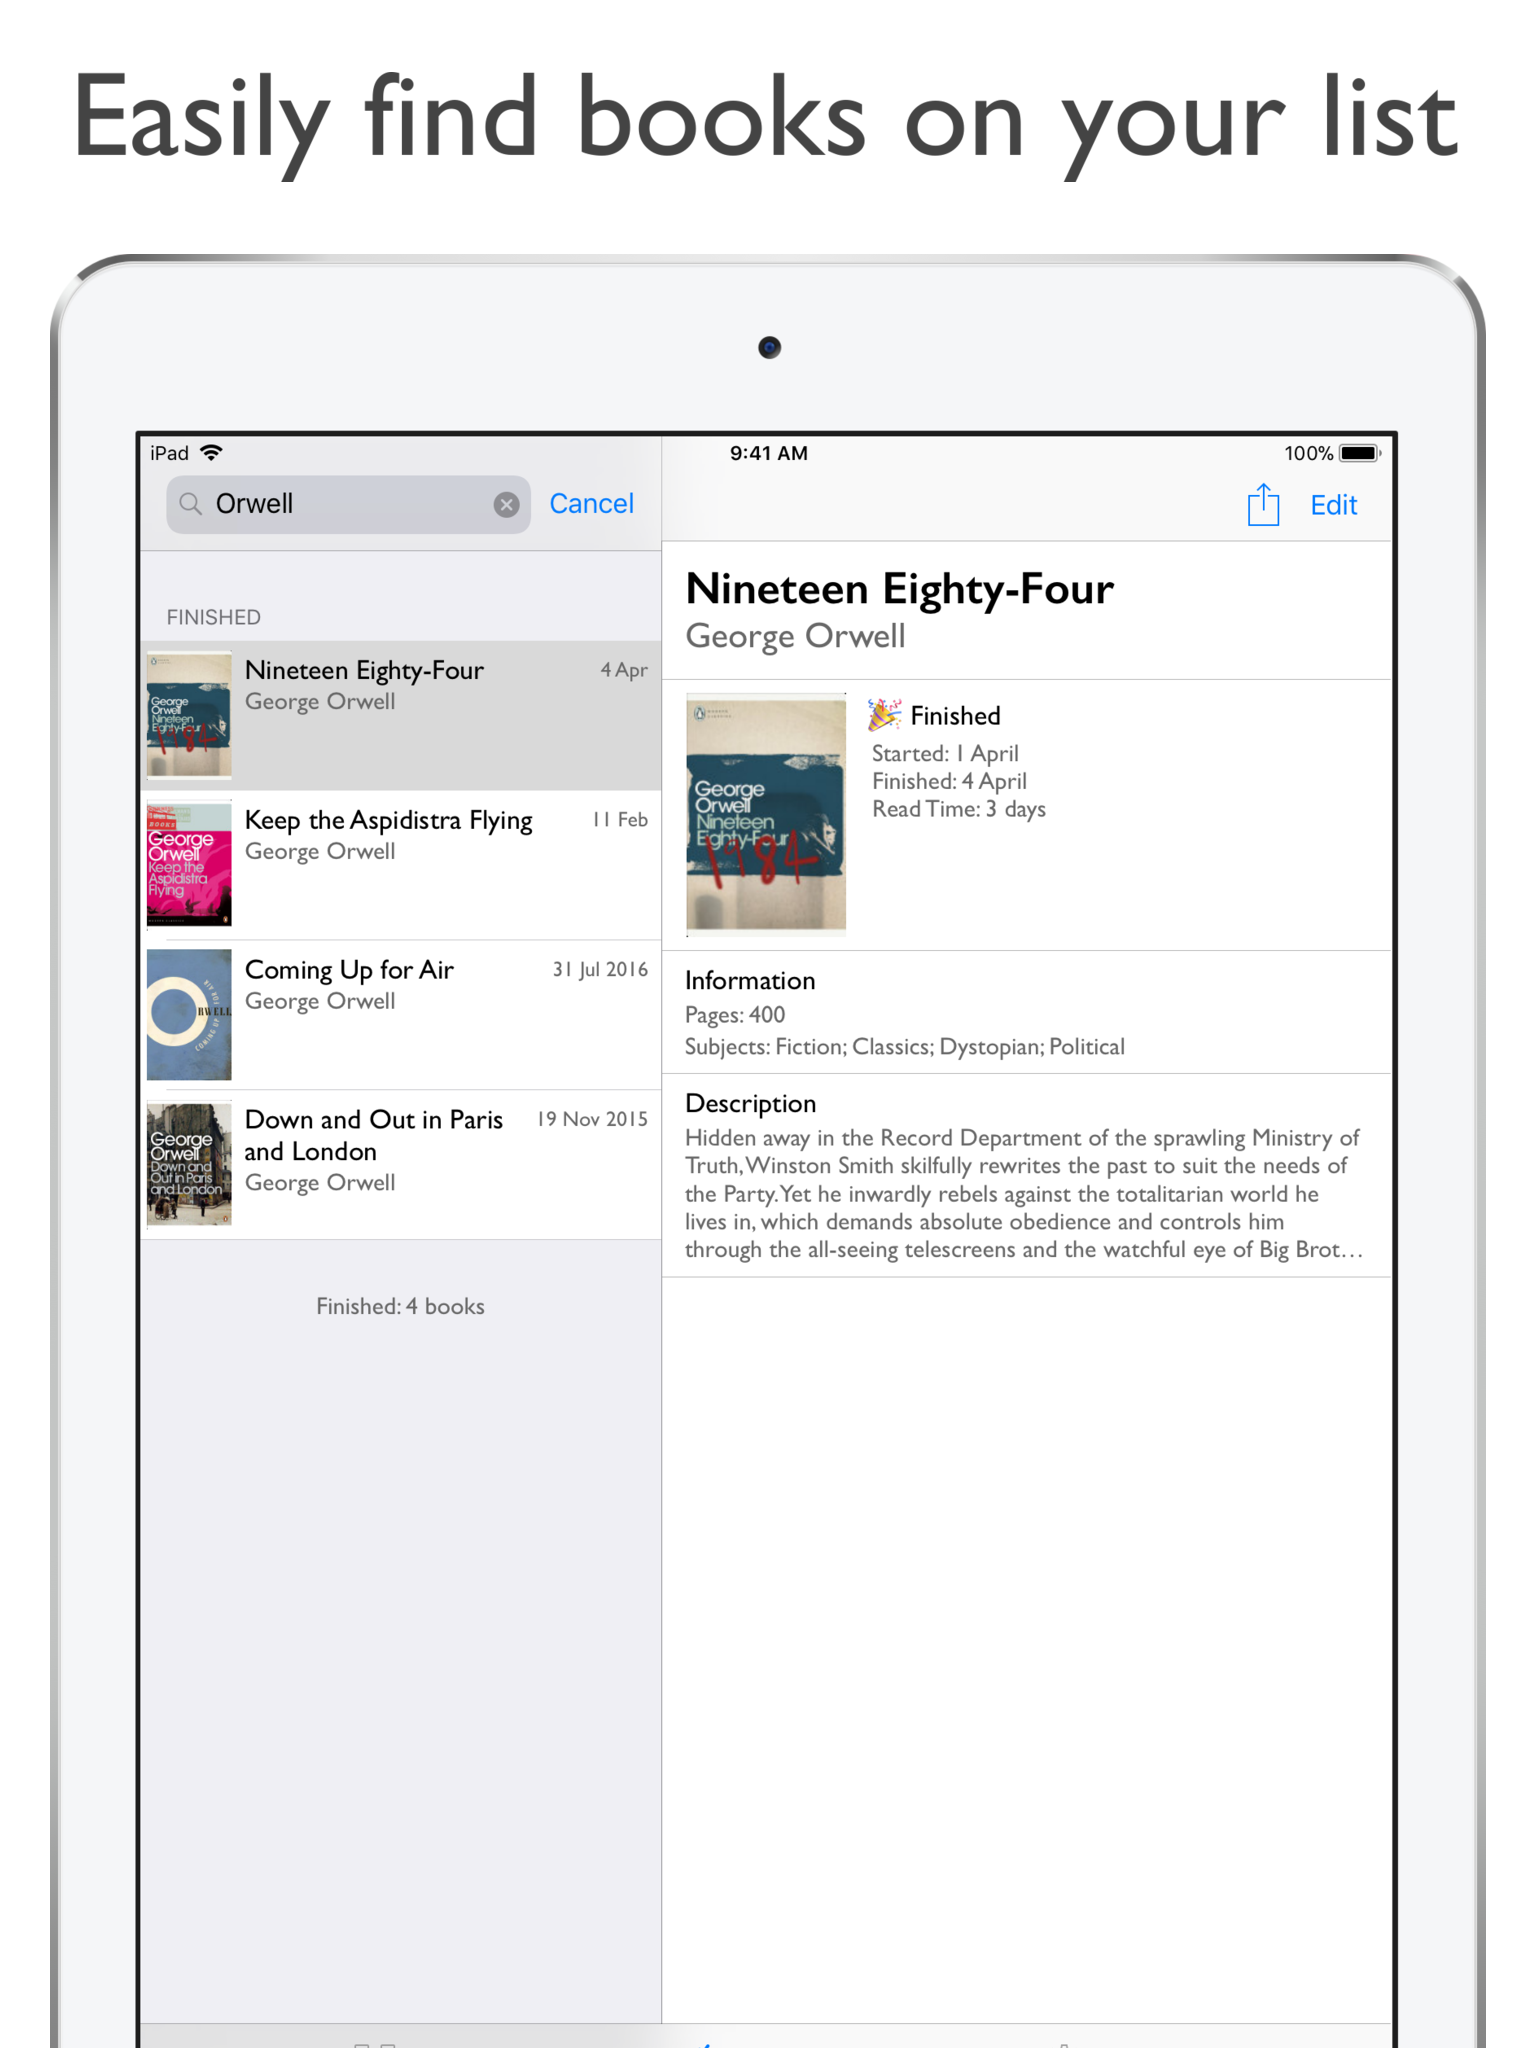 Easily find books on your list
iPad
9:41 AM
100%
Orwell
Cancel
Edit
FINISHED
Nineteen Eighty-Four
4 Apr
George Orwell
George
Orwell
Nineteen
Eighty-Four
1984
Keep the Aspidistra Flying
11 Feb
George Orwell
BOOKS
George
Orwell
Keep the
Aspidistra
Flying
Coming Up for Air
31 Jul 2016
George Orwell
RWELL
COMING UP
FOR AIR
Down and Out in Paris
and London
19 Nov 2015
George Orwell
George
Orwell
Down and
Out in Paris
and London
Finished: 4 books
Nineteen Eighty-Four
George Orwell
George
Orwell
Nineteen
Eighty-Four
1984
Finished
Started: 1 April
Finished: 4 April
Read Time: 3 days
Information
Pages: 400
Subjects: Fiction; Classics; Dystopian; Political
Description
Hidden away in the Record Department of the sprawling Ministry of
Truth, Winston Smith skilfully rewrites the past to suit the needs of
the Party. Yet he inwardly rebels against the totalitarian world he
lives in, which demands absolute obedience and controls him
through the all-seeing telescreens and the watchful eye of Big Brot…